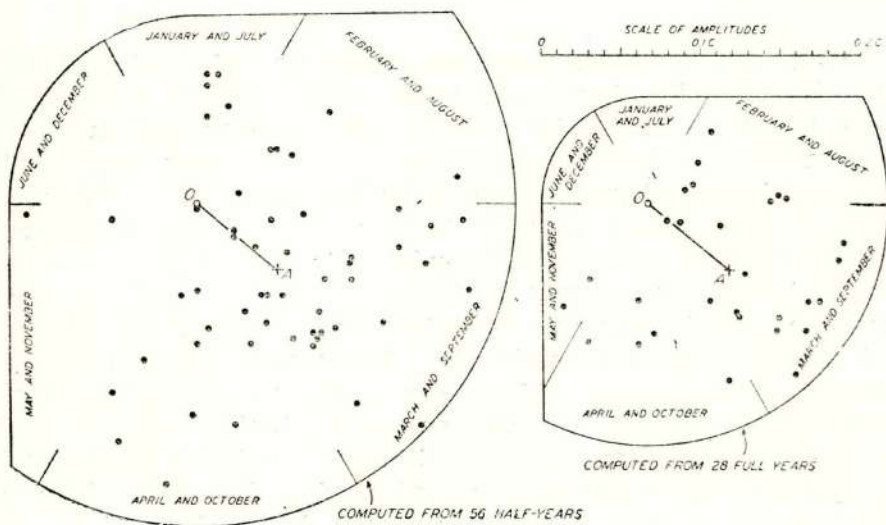 JANUARY AND JULY
FEBRUARY AND AUGUST
JUNE AND DECEMBER
O
A
MAY AND NOVEMBER
MARCH AND SEPTEMBER
APRIL AND OCTOBER
COMPUTED FROM 56 HALF-YEARS
SCALE OF AMPLITUDES
0 0.1 C 0.2 C
JANUARY
AND JULY
FEBRUARY AND AUGUST
JUNE AND
DECEMBER
O
A
MAY AND NOVEMBER
MARCH AND SEPTEMBER
APRIL AND OCTOBER
COMPUTED FROM 28 FULL YEARS